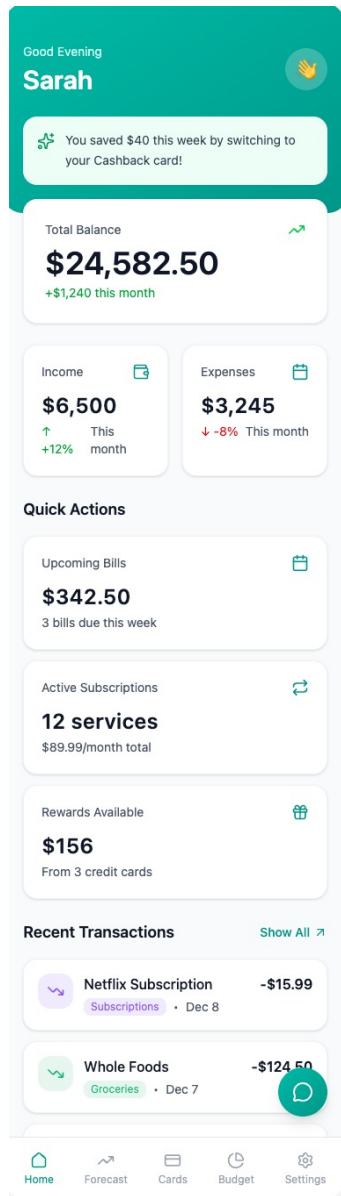 Good Evening
Sarah
You saved $40 this week by switching to
your Cashback card!
Total Balance
$24,582.50
+$1,240 this month
Income
$6,500
↑ +12% This month
Expenses
$3,245
↓ -8% This month
Quick Actions
Upcoming Bills
$342.50
3 bills due this week
Active Subscriptions
12 services
$89.99/month total
Rewards Available
$156
From 3 credit cards
Recent Transactions
Show All
Netflix Subscription
-$15.99
Subscriptions • Dec 8
Whole Foods
-$124.50
Groceries • Dec 7
Home
Forecast
Cards
Budget
Settings